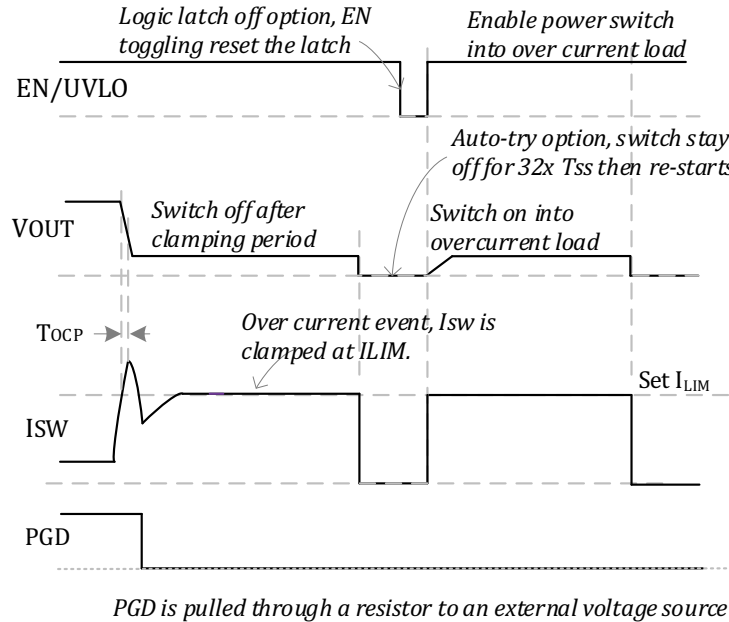 Logic latch off option, EN
toggling reset the latch
Enable power switch
into over current load
EN/UVLO
Auto-try option, switch stay
off for 32x Tss then re-starts
VOUT
Switch off after
clamping period
Switch on into
overcurrent load
TOCP
Over current event, Isw is
clamped at ILIM.
Set ILIM
ISW
PGD
PGD is pulled through a resistor to an external voltage source